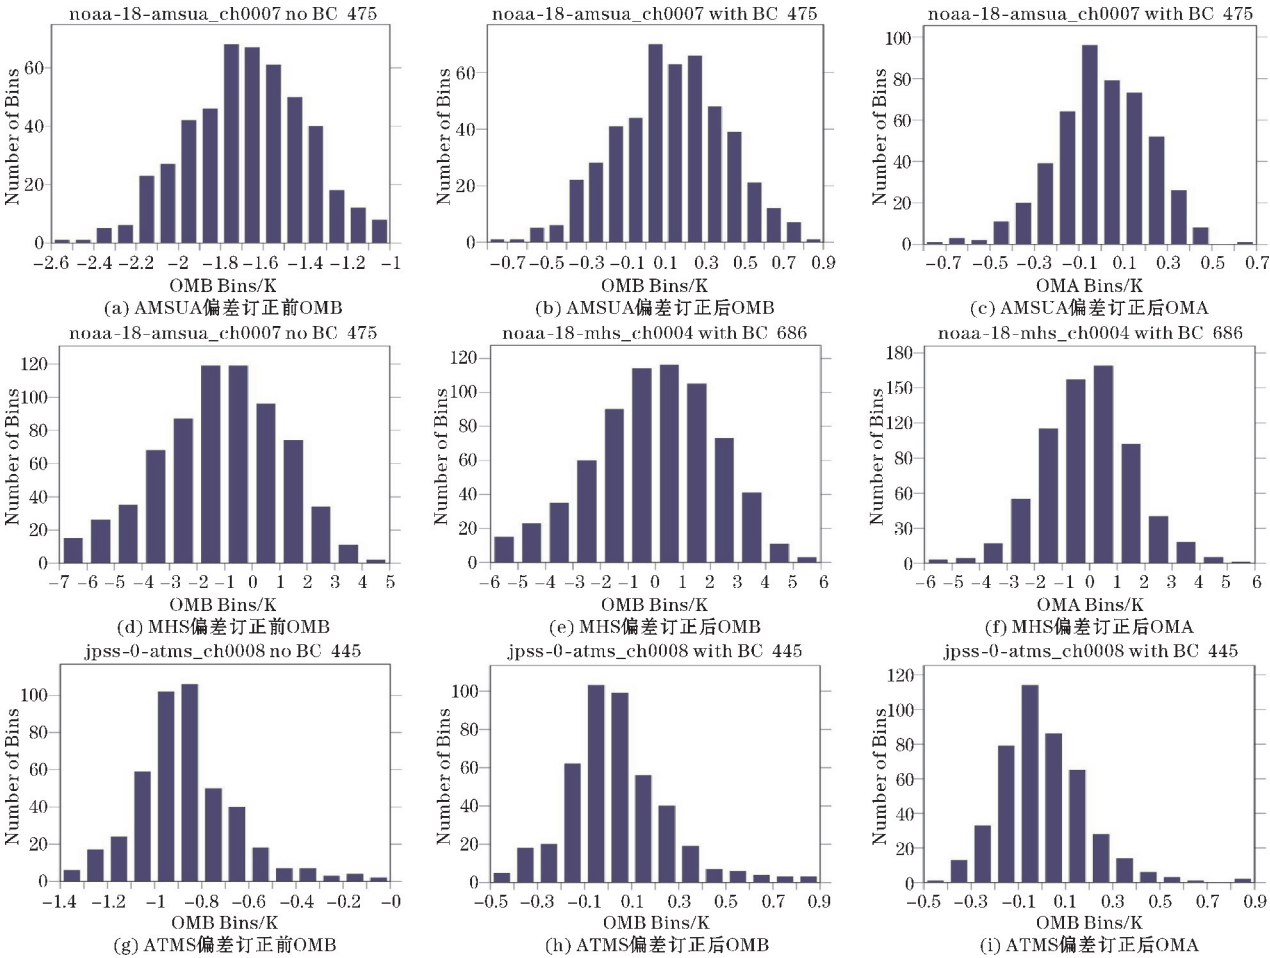 noaa-18-amsua_ch0007 no BC 475
Number of Bins
60
40
20
0
-2.6 -2.4 -2.2 -2 -1.8 -1.6 -1.4 -1.2 -1
OMB Bins/K
(a) AMSUA偏差订正前OMB
noaa-18-amsua_ch0007 with BC 475
Number of Bins
60
40
20
0
-0.7 -0.5 -0.1 0.1 0.3 0.5 0.7 0.9
OMB Bins/K
(b) AMSUA偏差订正后OMB
noaa-18-amsua_ch0007 with BC 475
Number of Bins
100
80
60
40
20
0
-0.7 -0.5 -0.3 -0.1 0.1 0.3 0.5 0.7
OMA Bins/K
(c) AMSUA偏差订正后OMA
noaa-18-amsua_ch0007 no BC 475
Number of Bins
120
100
80
60
40
20
0
-7 -6 -5 -4 -3 -2 -1 0 1 2 3 4 5
OMB Bins/K
(d) MHS偏差订正前OMB
noaa-18-mhs_ch0004 with BC 686
Number of Bins
120
100
80
60
40
20
0
-6 -5 -4 -3 -2 -1 0 1 2 3 4 5 6
OMB Bins/K
(e) MHS偏差订正后OMB
noaa-18-mhs_ch0004 with BC 686
Number of Bins
180
150
120
80
60
30
0
-6 -5 -3 -2 -1 0 1 2 3 4 5 6
OMA Bins/K
(f) MHS偏差订正后OMA
jpss-0-atms_ch0008 no BC 445
Number of Bins
100
80
60
40
20
0
-1.4 -1.2 -1 -0.8 -0.6 -0.4 -0.2 -0
OMB Bins/K
(g) ATMS偏差订正前OMB
jpss-0-atms_ch0008 with BC 445
Number of Bins
100
80
60
40
20
0
-0.5 -0.3 -0.1 0.1 0.3 0.5 0.7 0.9
OMB Bins/K
(h) ATMS偏差订正后OMB
jpss-0-atms_ch0008 with BC 445
Number of Bins
120
100
80
60
40
20
0
-0.5 -0.3 -0.1 0.1 0.3 0.5 0.7 0.9
OMB Bins/K
(i) ATMS偏差订正后OMA